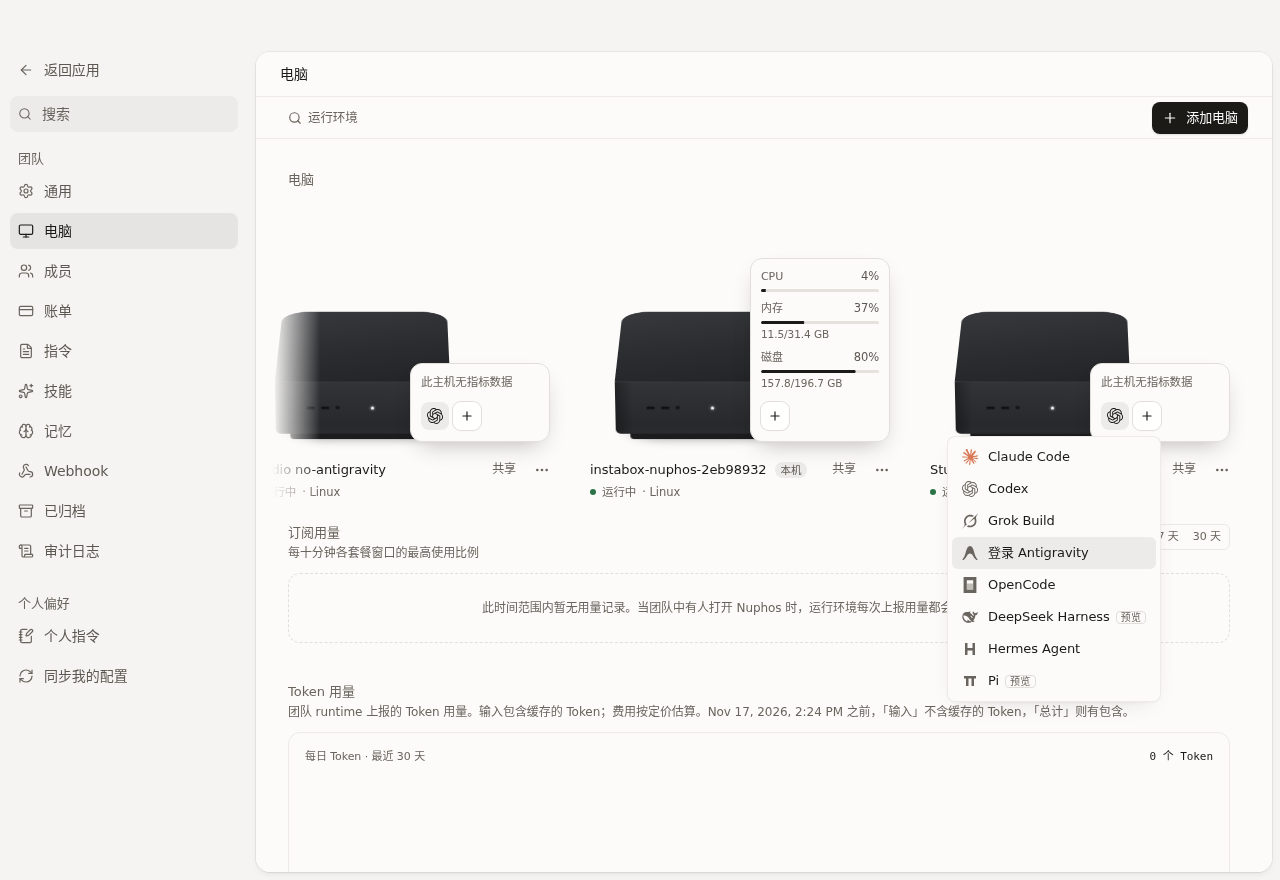 返回应用
搜索
团队
通用
电脑
成员
账单
指令
技能
记忆
Webhook
已归档
审计日志
个人偏好
个人指令
同步我的配置
电脑
运行环境
添加电脑
电脑
此主机无指标数据
no-antigravity
共享
行中 · Linux
CPU 4%
内存 37%
11.5/31.4 GB
磁盘 80%
157.8/196.7 GB
instabox-nuphos-2eb98932 本机 共享
运行中 · Linux
此主机无指标数据
共享
Claude Code
Codex
Grok Build
登录 Antigravity
OpenCode
DeepSeek Harness 预览
Hermes Agent
Pi 预览
订阅用量
每十分钟各套餐窗口的最高使用比例
7 天 30 天
此时间范围内暂无用量记录。当团队中有人打开 Nuphos 时，运行环境每次上报用量都会
Token 用量
团队 runtime 上报的 Token 用量。输入包含缓存的 Token；费用按定价估算。Nov 17, 2026, 2:24 PM 之前，「输入」不含缓存的 Token，「总计」则有包含。
每日 Token · 最近 30 天
0 个 Token